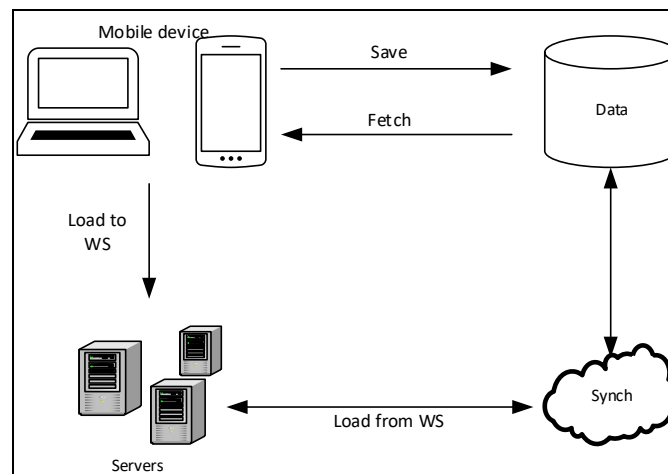 Mobile device
Save
Data
Fetch
Load to
WS
Synch
Load from WS
Servers